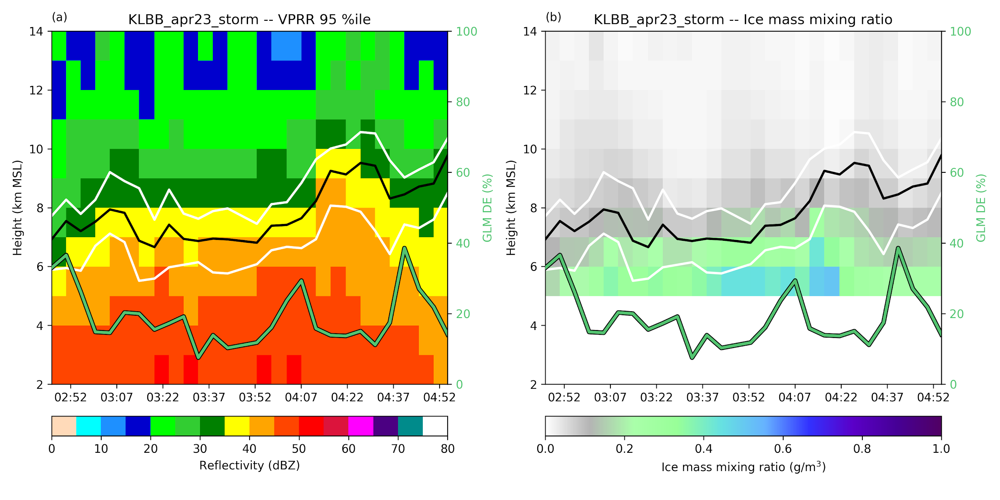 (a)
KLBB_apr23_storm -- VPRR 95 %ile
14
12
10
8
6
4
2
Height (km MSL)
100
80
60
40
20
0
GLM DE (%)
02:52 03:07 03:22 03:37 03:52 04:07 04:22 04:37 04:52
0 10 20 30 40 50 60 70 80
Reflectivity (dBZ)
(b)
KLBB_apr23_storm -- Ice mass mixing ratio
14
12
10
8
6
4
2
Height (km MSL)
100
80
60
40
20
0
GLM DE (%)
02:52 03:07 03:22 03:37 03:52 04:07 04:22 04:37 04:52
0.0 0.2 0.4 0.6 0.8 1.0
Ice mass mixing ratio (g/m³)